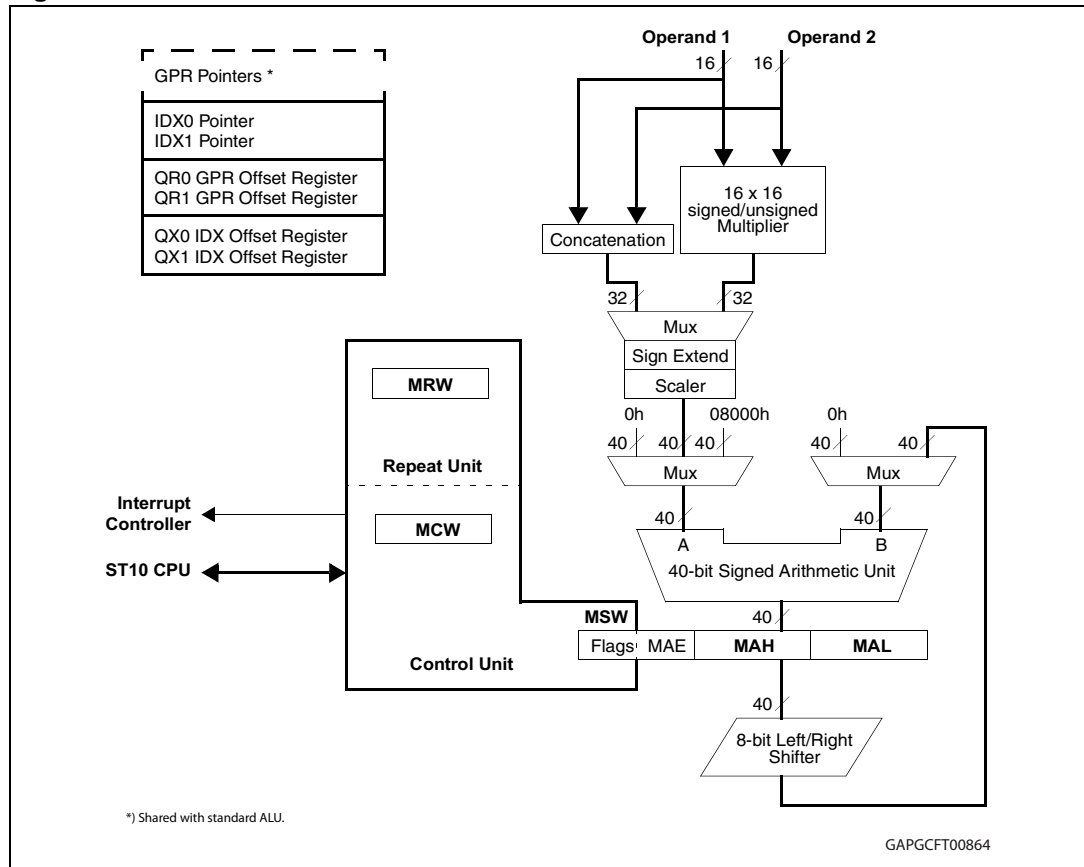 GPR Pointers *
IDX0 Pointer
IDX1 Pointer
QR0 GPR Offset Register
QR1 GPR Offset Register
QX0 IDX Offset Register
QX1 IDX Offset Register
Operand 1
Operand 2
16
16
16 x 16
signed/unsigned
Multiplier
Concatenation
32
32
Mux
Sign Extend
Scaler
0h
08000h
0h
40
40
40
40
40
Mux
Mux
40
40
A
B
40-bit Signed Arithmetic Unit
MRW
Repeat Unit
Interrupt
Controller
MCW
ST10 CPU
40
MSW
Flags
MAE
MAH
MAL
Control Unit
40
8-bit Left/Right
Shifter
*) Shared with standard ALU.
GAPGCFT00864